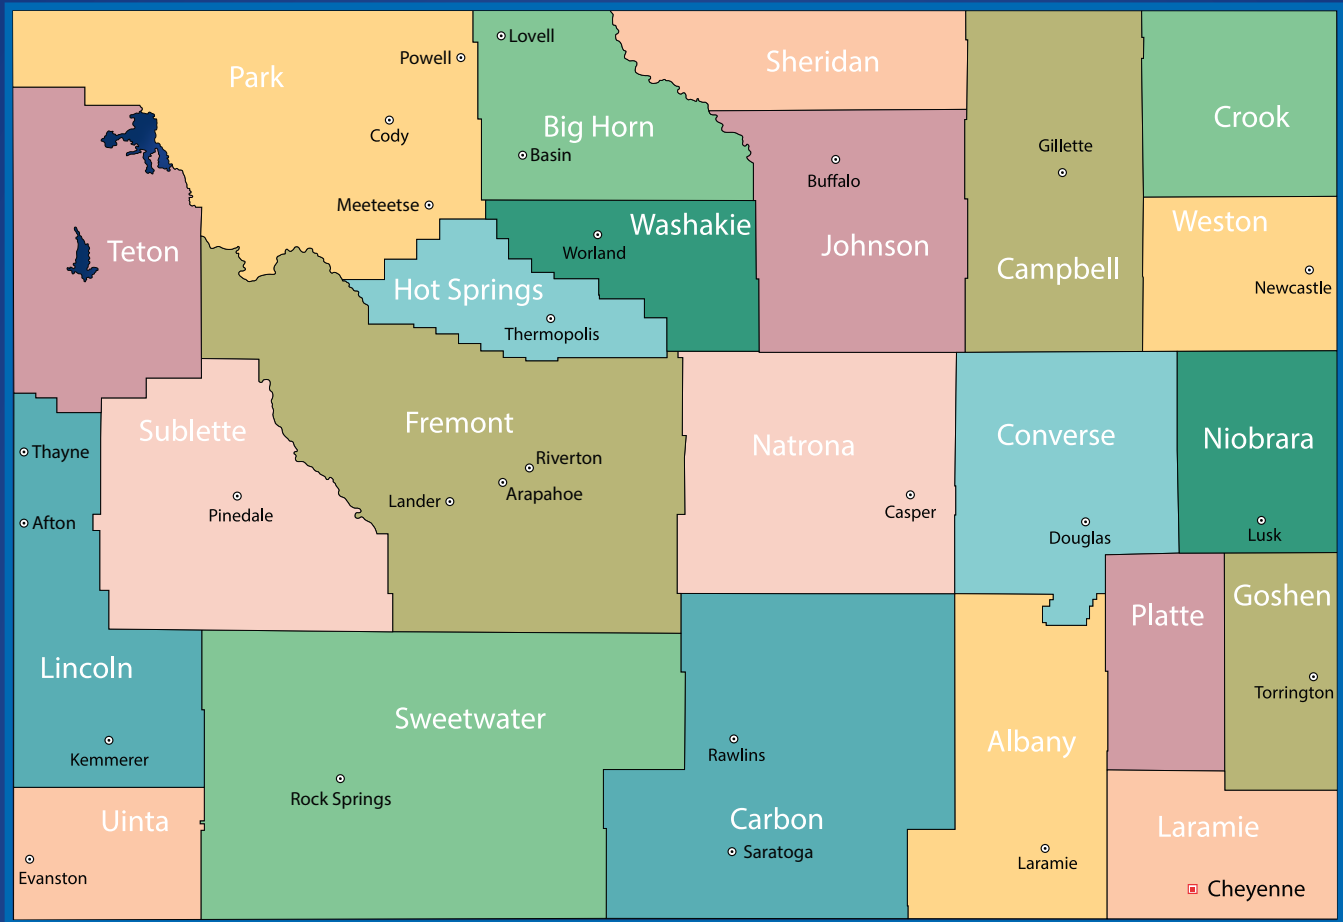 Lovell
Powell
Sheridan
Park
Crook
Cody
Big Horn
Gillette
Basin
Buffalo
Meeteetse
Washakie
Weston
Worland
Johnson
Teton
Campbell
Newcastle
Hot Springs
Thermopolis
Fremont
Sublette
Converse
Niobrara
Natrona
Thayne
Riverton
Arapahoe
Lander
Casper
Pinedale
Afton
Douglas
Lusk
Goshen
Platte
Lincoln
Torrington
Sweetwater
Albany
Rawlins
Kemmerer
Rock Springs
Carbon
Uinta
Laramie
Saratoga
Laramie
Evanston
Cheyenne